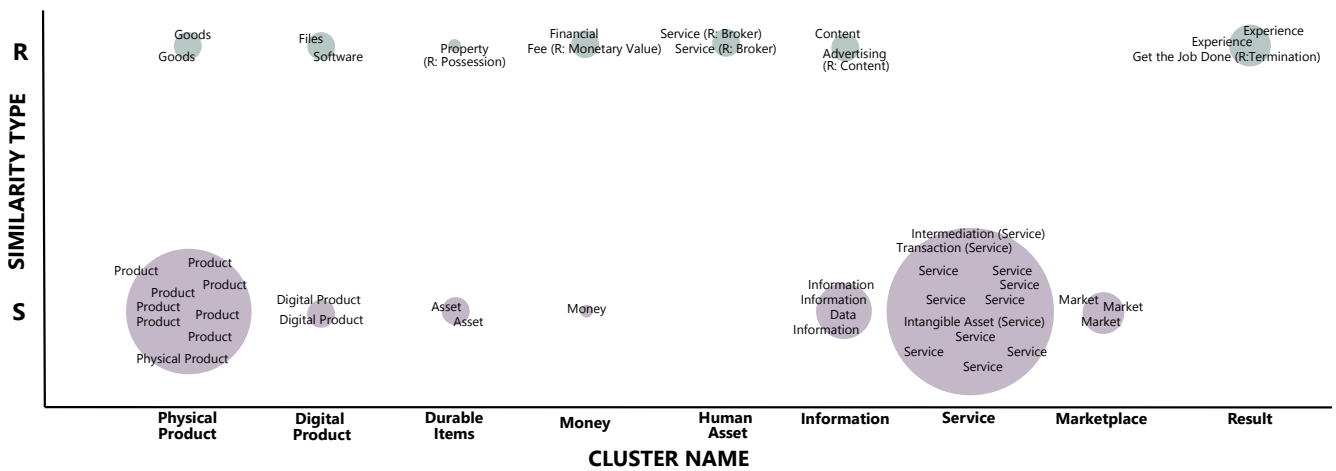 R
Goods
Goods
Files
Software
Property
(R: Possession)
Financial
Fee (R: Monetary Value)
Service (R: Broker)
Service (R: Broker)
Content
Advertising
(R: Content)
Experience
Experience
Get the Job Done (R:Termination)
SIMILARITY TYPE
S
Product
Product
Product
Product
Product
Product
Product
Product
Physical Product
Digital Product
Digital Product
Asset
Asset
Money
Information
Information
Data
Information
Intermediation (Service)
Transaction (Service)
Service
Service
Service
Service
Service
Intangible Asset (Service)
Service
Service
Service
Service
Market
Market
Market
Physical
Product
Digital
Product
Durable
Items
Money
Human
Asset
Information
Service
Marketplace
Result
CLUSTER NAME